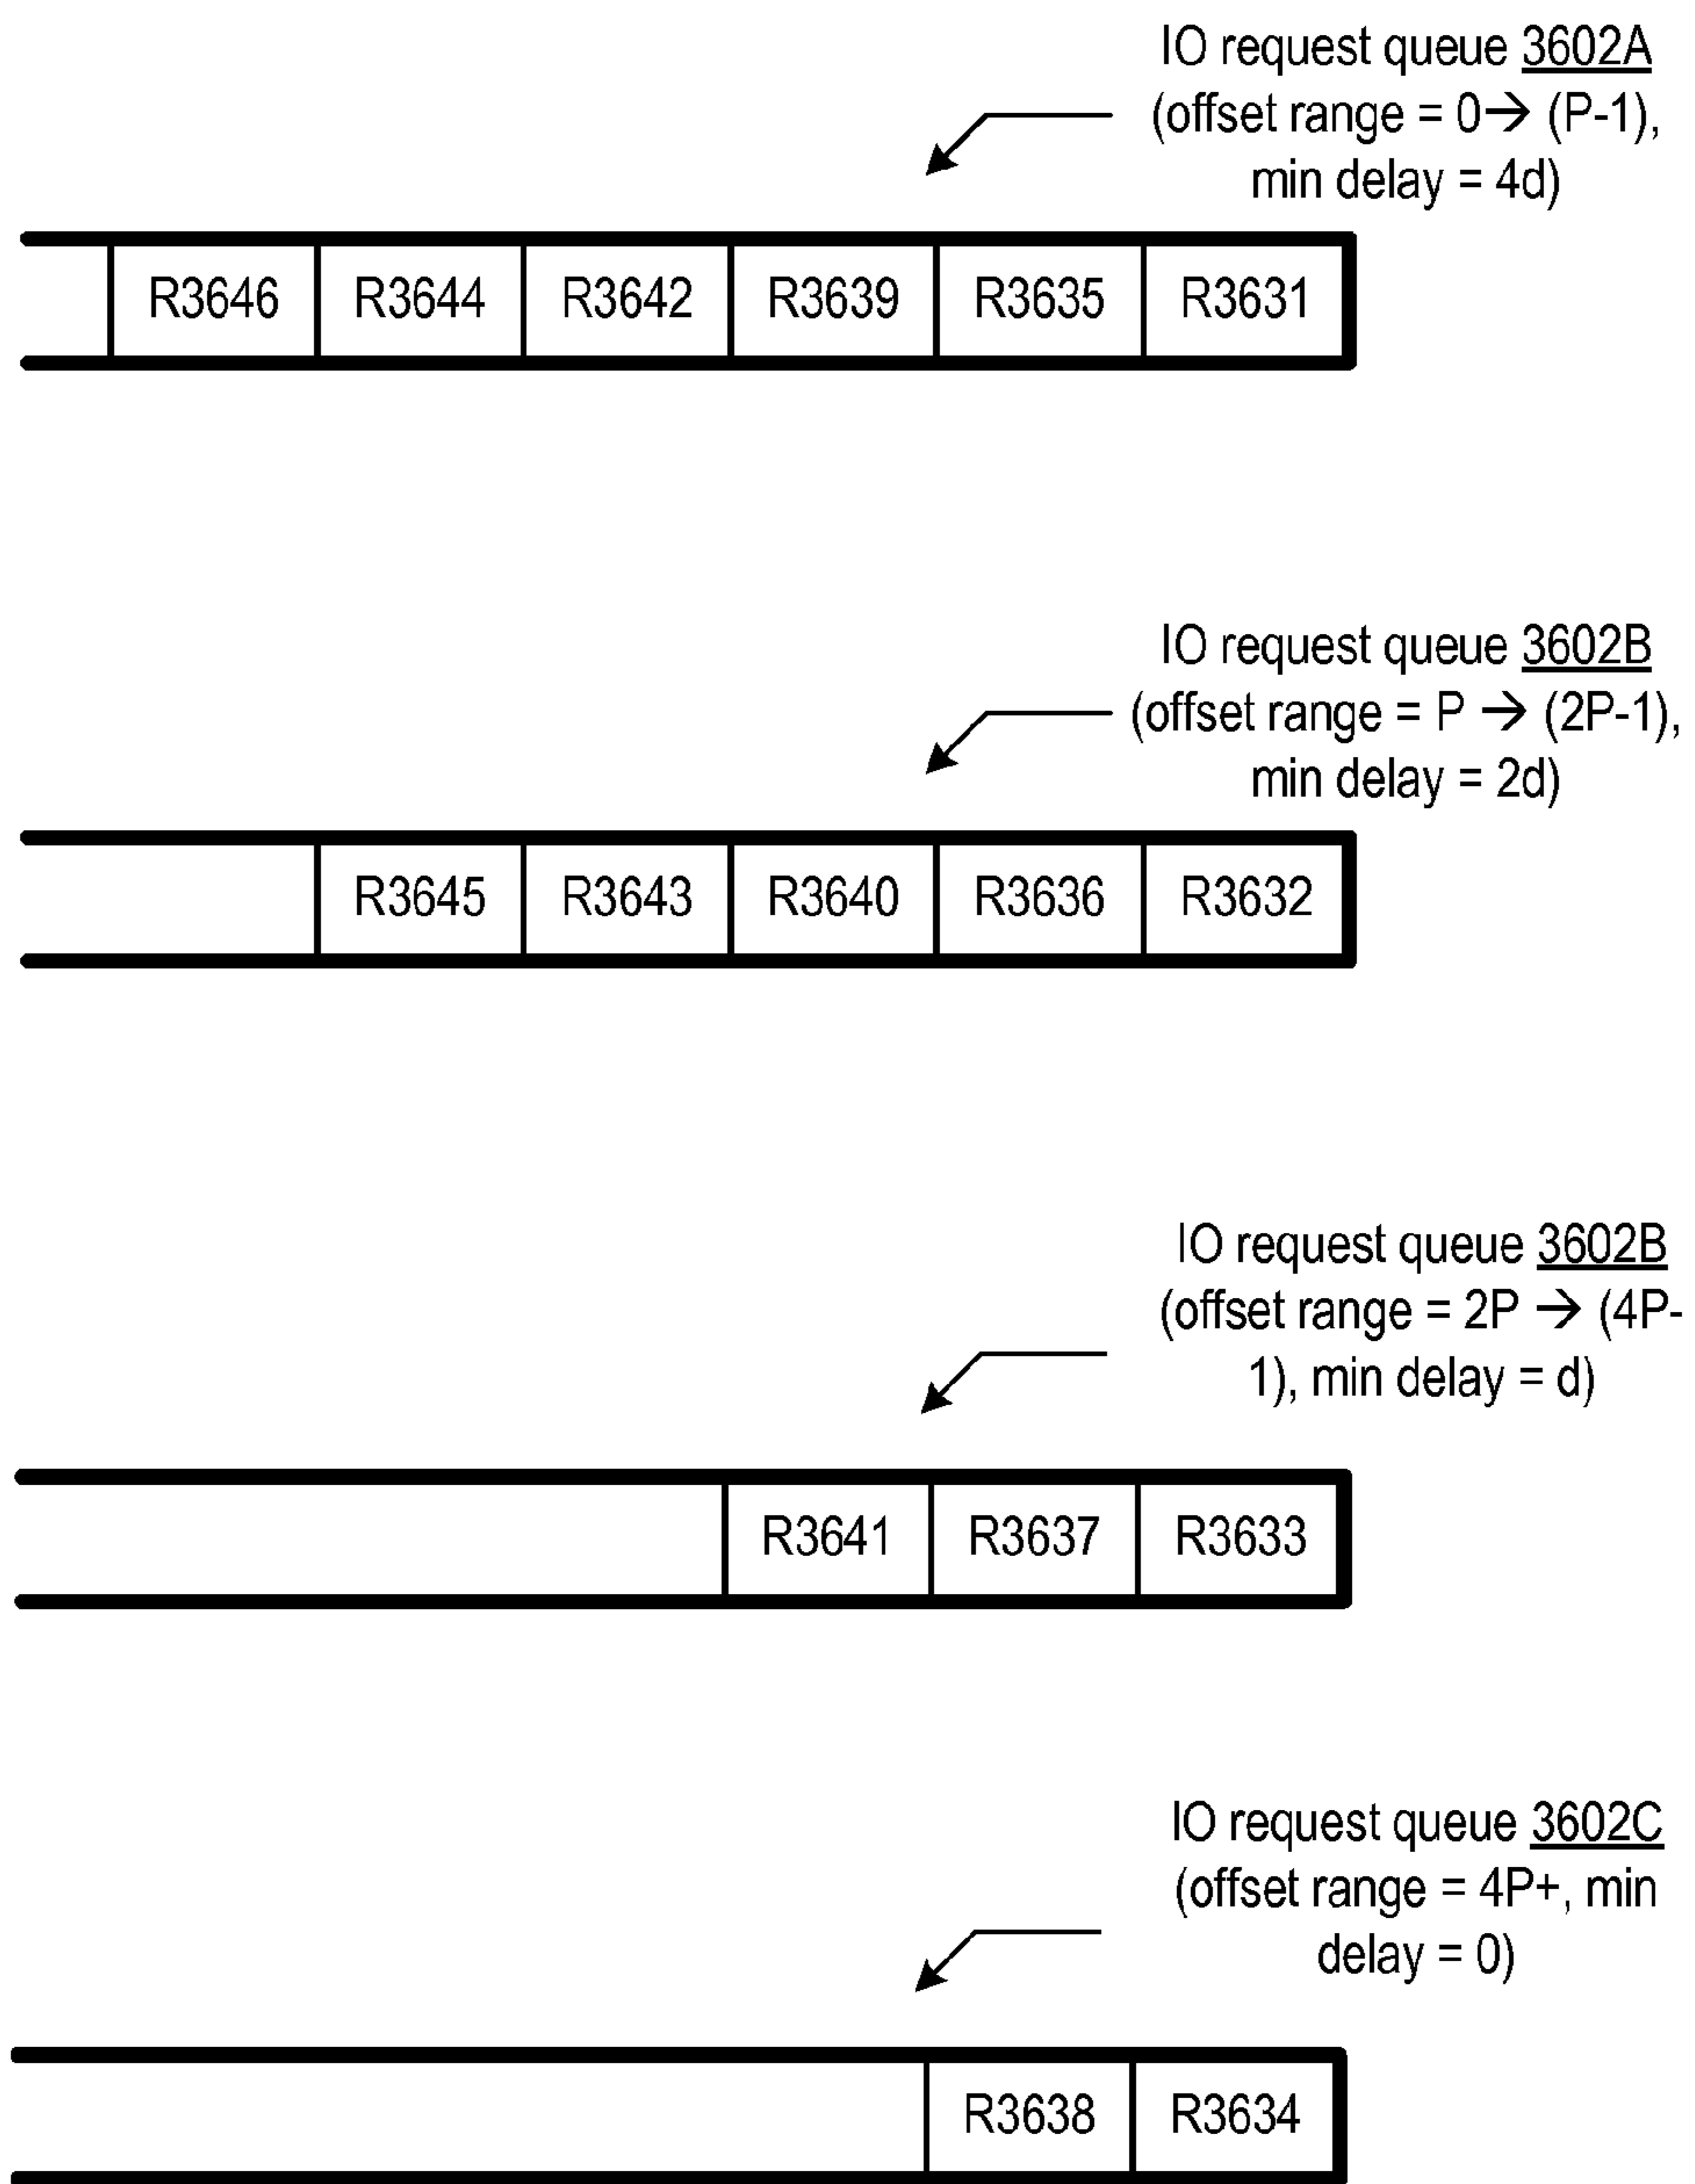 IO request queue 3602A
(offset range = 0→ (P-1),
min delay = 4d)
R3646 R3644 R3642 R3639 R3635 R3631
IO request queue 3602B
(offset range = P → (2P-1),
min delay = 2d)
R3645 R3643 R3640 R3636 R3632
IO request queue 3602B
(offset range = 2P → (4P-
1), min delay = d)
R3641 R3637 R3633
IO request queue 3602C
(offset range = 4P+, min
delay = 0)
R3638 R3634